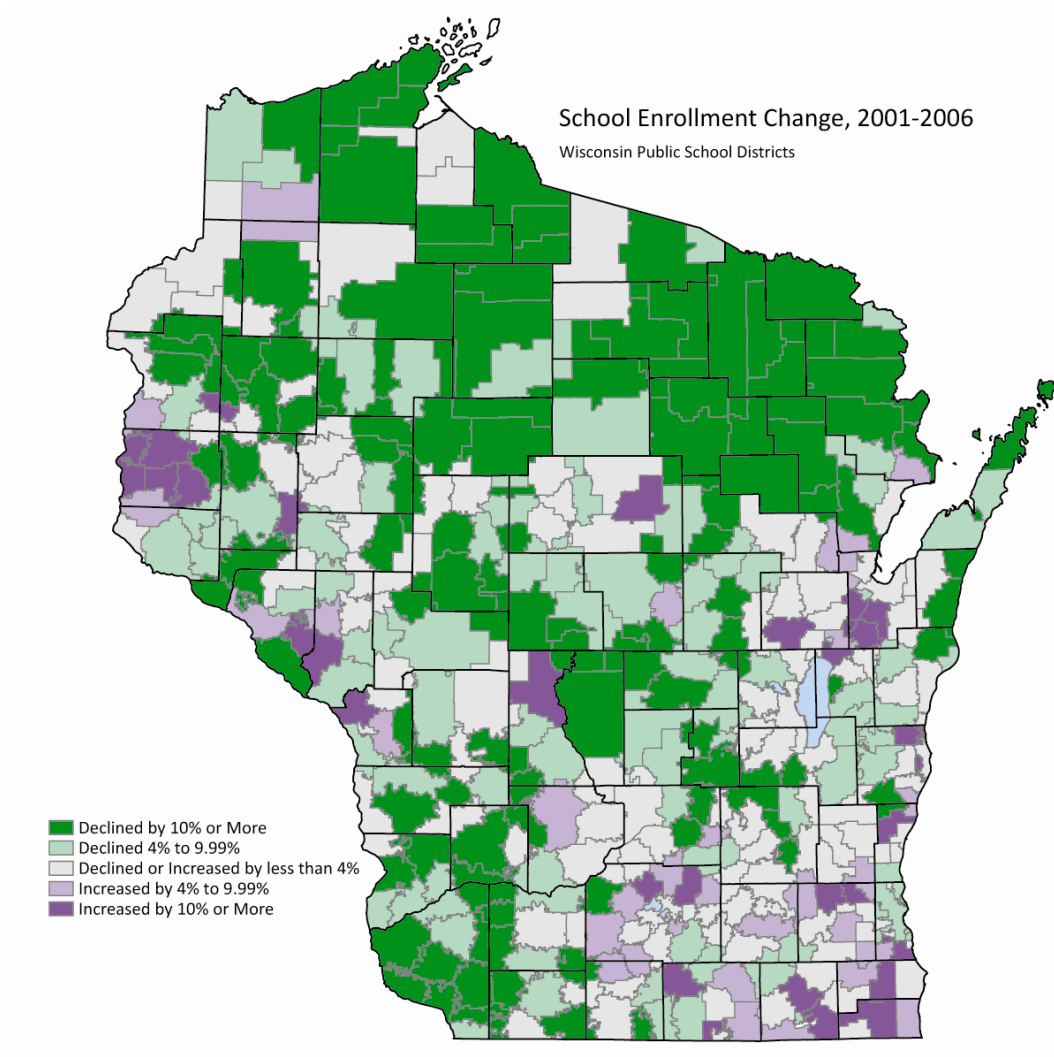 School Enrollment Change, 2001-2006
Wisconsin Public School Districts
Declined by 10% or More
Declined 4% to 9.99%
Declined or Increased by less than 4%
Increased by 4% to 9.99%
Increased by 10% or More